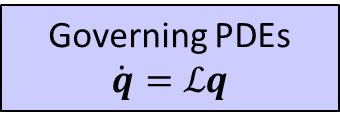 Governing PDEs
q̇ = ℒq